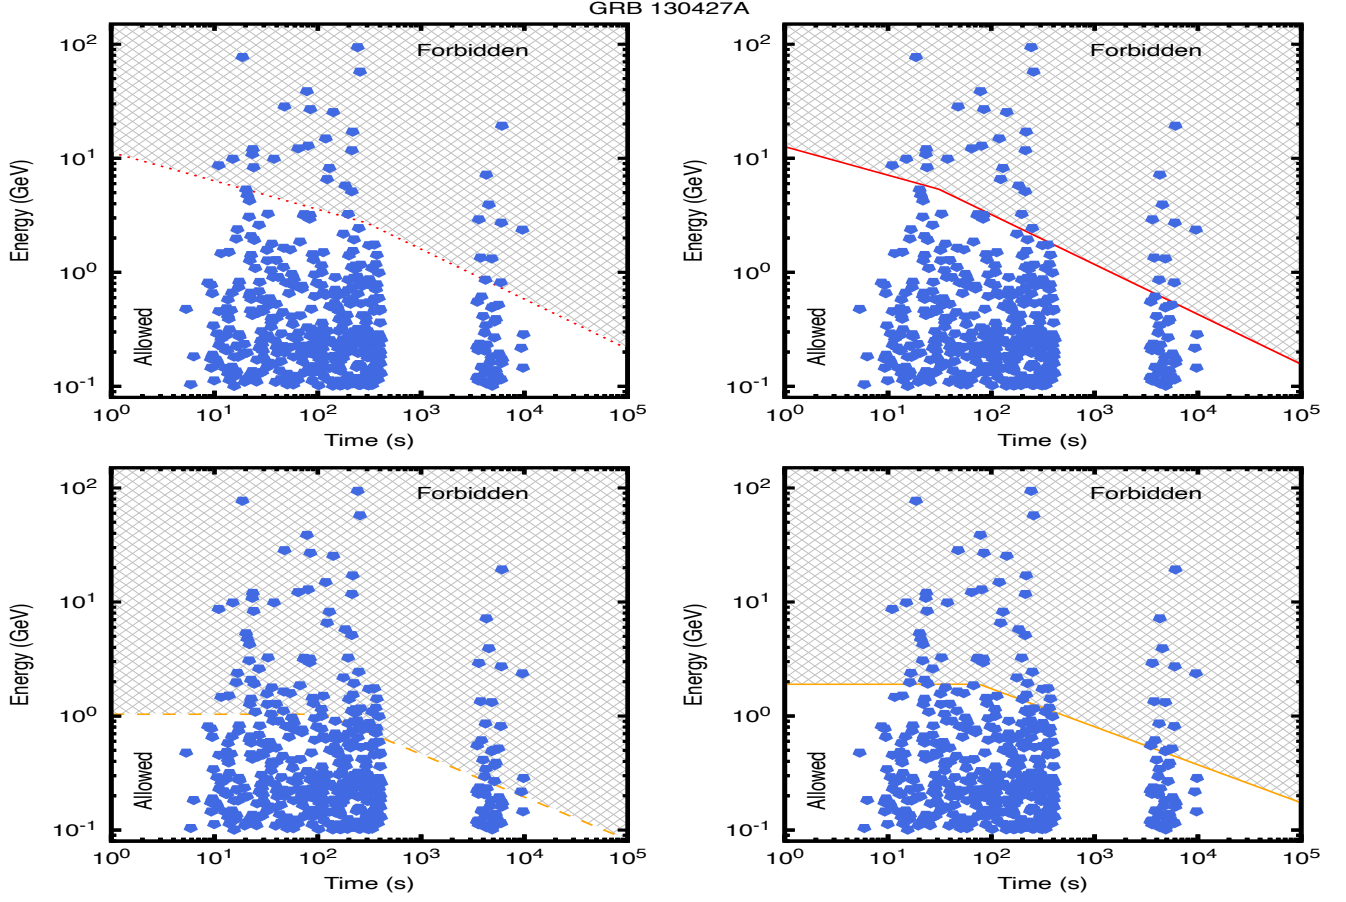 GRB 130427A
Forbidden
Allowed
Energy (GeV)
10²
10¹
10⁰
10⁻¹
10⁰ 10¹ 10² 10³ 10⁴ 10⁵
Time (s)
Forbidden
Allowed
Energy (GeV)
10²
10¹
10⁰
10⁻¹
10⁰ 10¹ 10² 10³ 10⁴ 10⁵
Time (s)
Forbidden
Allowed
Energy (GeV)
10²
10¹
10⁰
10⁻¹
10⁰ 10¹ 10² 10³ 10⁴ 10⁵
Time (s)
Forbidden
Allowed
Energy (GeV)
10²
10¹
10⁰
10⁻¹
10⁰ 10¹ 10² 10³ 10⁴ 10⁵
Time (s)